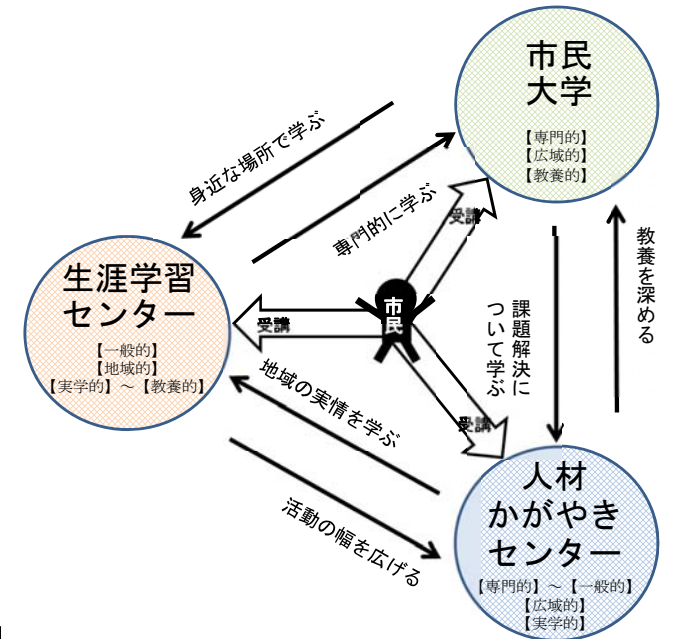 市民
大学
【専門的】
【広域的】
【教養的】
身近な場所で学ぶ
専門的に学ぶ
受講
教養を深める
生涯学習
センター
【一般的】
【地域的】
【実学的】～【教養的】
受講
市民
課題解決に
ついて学ぶ
地域の実情を学ぶ
受講
活動の幅を広げる
人材
かがやき
センター
【専門的】～【一般的】
【広域的】
【実学的】